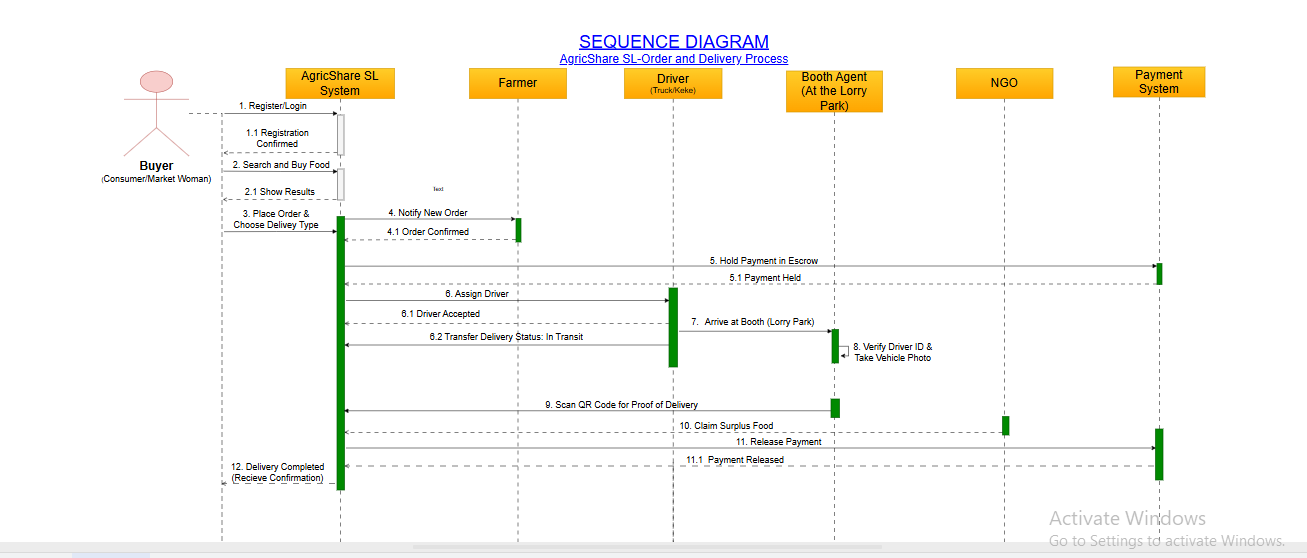 SEQUENCE DIAGRAM
AgricShare SL-Order and Delivery Process
AgricShare SL
System
Farmer
Driver
(Truck/Keke)
Booth Agent
(At the Lorry
Park)
NGO
Payment
System
Buyer
(Consumer/Market Woman)
1. Register/Login
1.1 Registration
Confirmed
2. Search and Buy Food
2.1 Show Results
Text
3. Place Order &
Choose Delivey Type
4. Notify New Order
4.1 Order Confirmed
5. Hold Payment in Escrow
5.1 Payment Held
6. Assign Driver
6.1 Driver Accepted
7. Arrive at Booth (Lorry Park)
6.2 Transfer Delivery Status: In Transit
8. Verify Driver ID &
Take Vehicle Photo
9. Scan QR Code for Proof of Delivery
10. Claim Surplus Food
11. Release Payment
11.1 Payment Released
12. Delivery Completed
(Recieve Confirmation)
Activate Windows
Go to Settings to activate Windows.